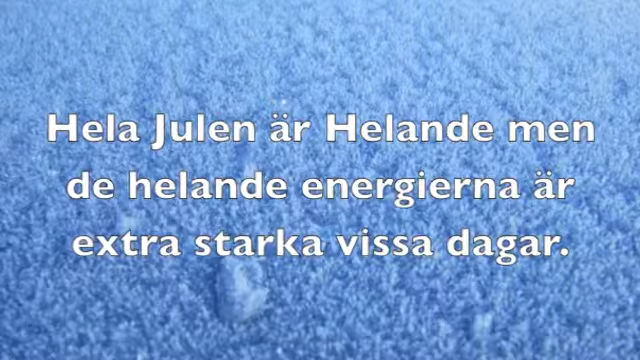 Hela Julen är Helande men
de helande energierna är
extra starka vissa dagar.